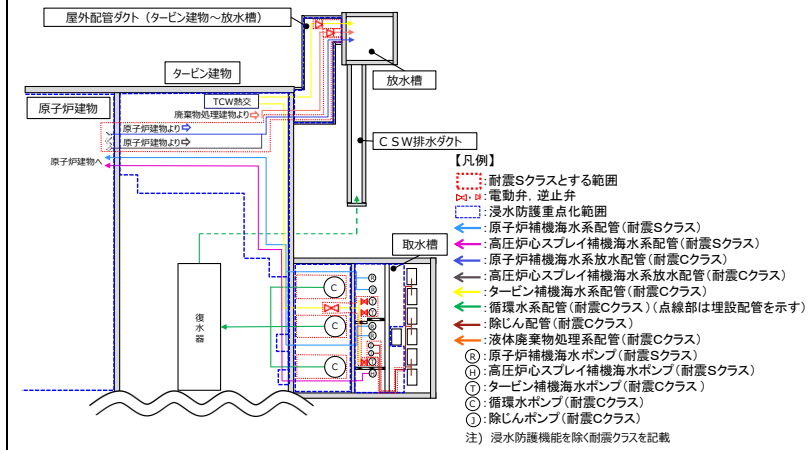 屋外配管ダクト（タービン建物～放水槽）
タービン建物
放水槽
原子炉建物
TCW熱交
廃棄物処理建物より⇨
原子炉建物より⇨
原子炉建物より⇨
原子炉建物へ
ＣＳＷ排水ダクト
取水槽
復水器
C
C
C
R
H
T
J
【凡例】
：耐震Sクラスとする範囲
：電動弁，逆止弁
：浸水防護重点化範囲
：原子炉補機海水系配管（耐震Sクラス）
：高圧炉心スプレイ補機海水系配管（耐震Sクラス）
：原子炉補機海水系放水配管（耐震Cクラス）
：高圧炉心スプレイ補機海水系放水配管（耐震Cクラス）
：タービン補機海水系配管（耐震Cクラス）
：循環水系配管（耐震Cクラス）（点線部は埋設配管を示す）
：除じん配管（耐震Cクラス）
：液体廃棄物処理系配管（耐震Cクラス）
Ⓡ：原子炉補機海水ポンプ（耐震Sクラス）
Ⓗ：高圧炉心スプレイ補機海水ポンプ（耐震Sクラス）
Ⓣ：タービン補機海水ポンプ（耐震Cクラス）
Ⓒ：循環水ポンプ（耐震Cクラス）
Ⓙ：除じんポンプ（耐震Cクラス）
注） 浸水防護機能を除く耐震クラスを記載